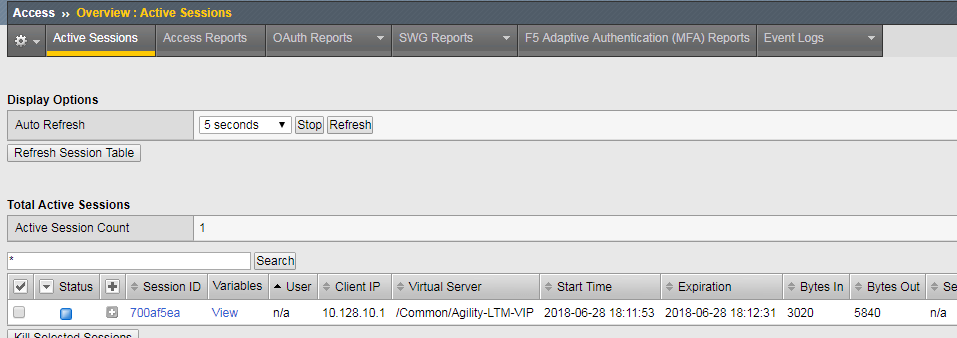 Access ›› Overview : Active Sessions
Active Sessions Access Reports OAuth Reports SWG Reports F5 Adaptive Authentication (MFA) Reports Event Logs
Display Options
Auto Refresh 5 seconds Stop Refresh
Refresh Session Table
Total Active Sessions
Active Session Count 1
* Search
Status Session ID Variables User Client IP Virtual Server Start Time Expiration Bytes In Bytes Out Se
700af5ea View n/a 10.128.10.1 /Common/Agility-LTM-VIP 2018-06-28 18:11:53 2018-06-28 18:12:31 3020 5840 n/a
Kill Selected Sessions